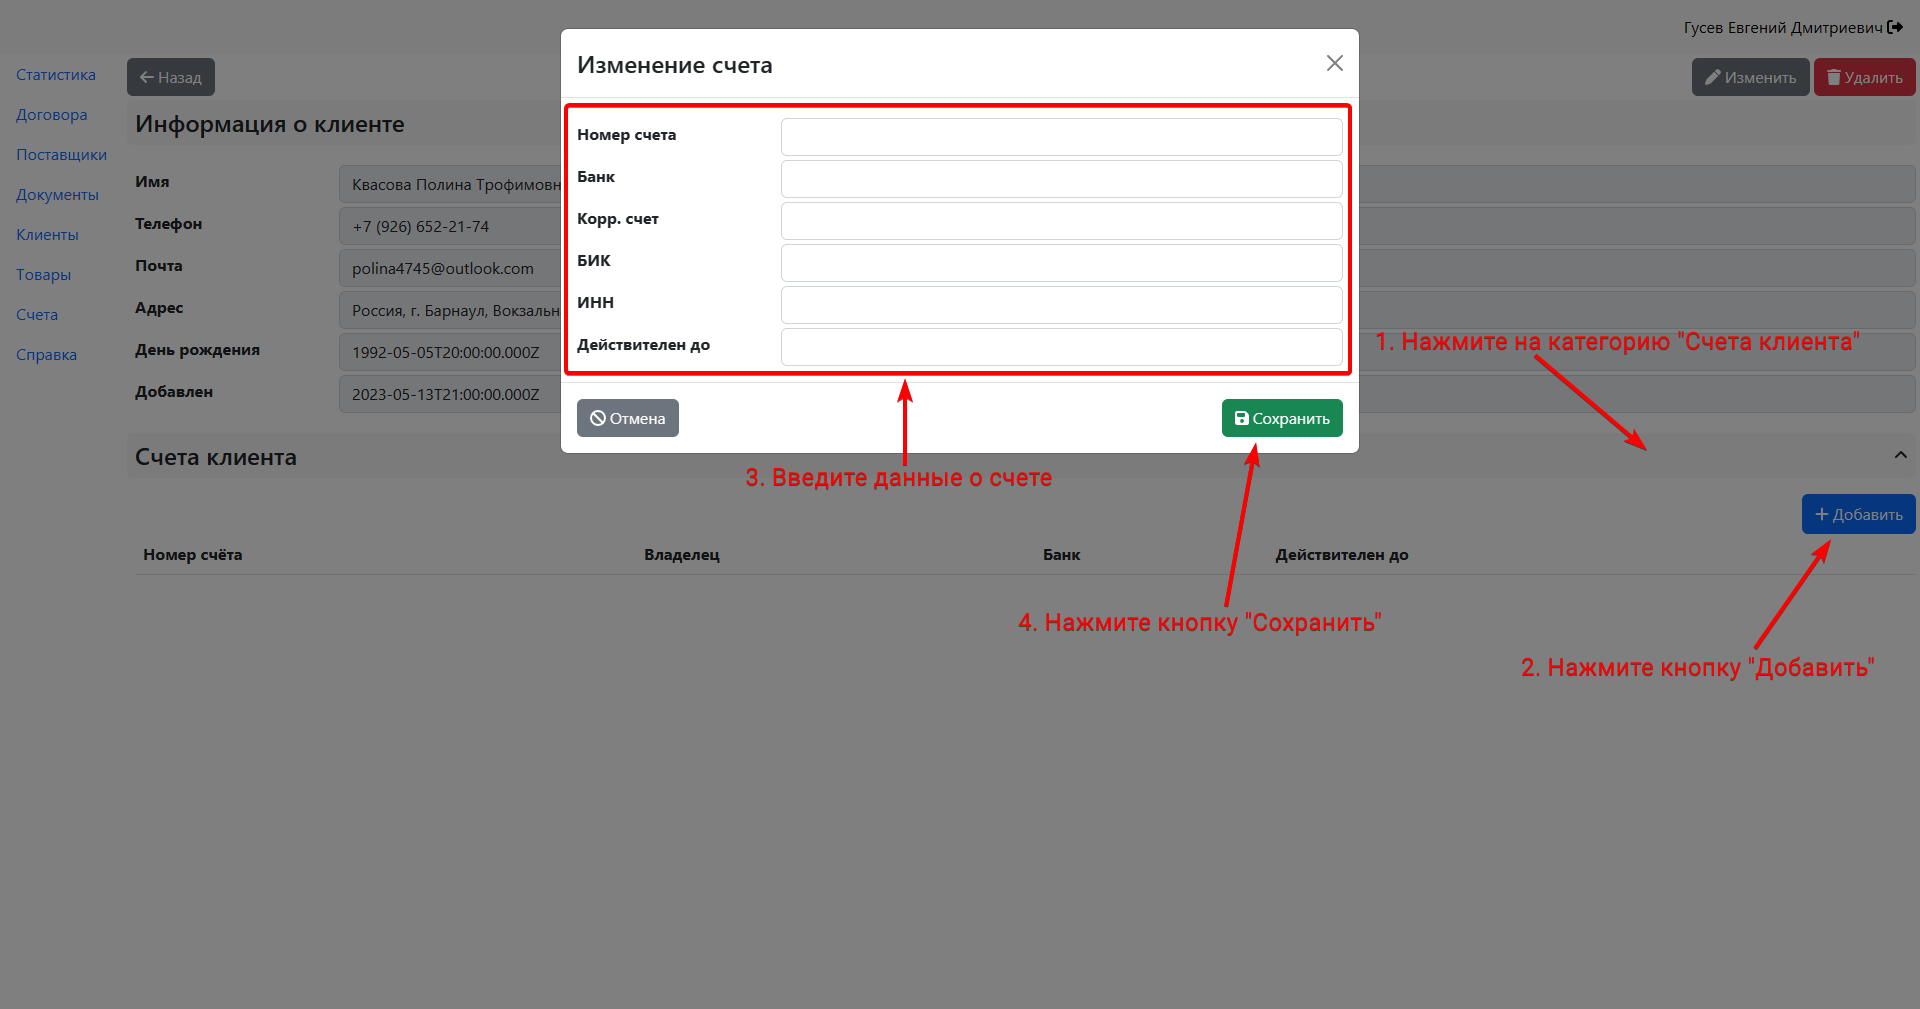 Гусев Евгений Дмитриевич
Статистика
Договора
Поставщики
Документы
Клиенты
Товары
Счета
Справка
Назад
Изменить
Удалить
Информация о клиенте
Имя
Квасова Полина Трофимовн
Телефон
+7 (926) 652-21-74
Почта
polina4745@outlook.com
Адрес
Россия, г. Барнаул, Вокзальн
День рождения
1992-05-05T20:00:00.000Z
Добавлен
2023-05-13T21:00:00.000Z
Изменение счета
Номер счета
Банк
Корр. счет
БИК
ИНН
Действителен до
Отмена
Сохранить
1. Нажмите на категорию "Счета клиента"
Счета клиента
3. Введите данные о счете
Добавить
Номер счёта
Владелец
Банк
Действителен до
4. Нажмите кнопку "Сохранить"
2. Нажмите кнопку "Добавить"